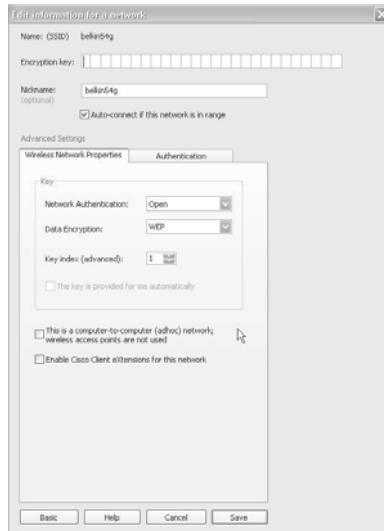 Edit information for a network
Name: (SSID) belkin54g
Encryption key:
Nickname: belkin54g
(optional)
Auto-connect if this network is in range
Advanced Settings
Wireless Network Properties Authentication
Key
Network Authentication: Open
Data Encryption: WEP
Key index (advanced): 1
The key is provided for me automatically
This is a computer-to-computer (adhoc) network;
wireless access points are not used
Enable Cisco Client eXtensions for this network
Basic Help Cancel Save